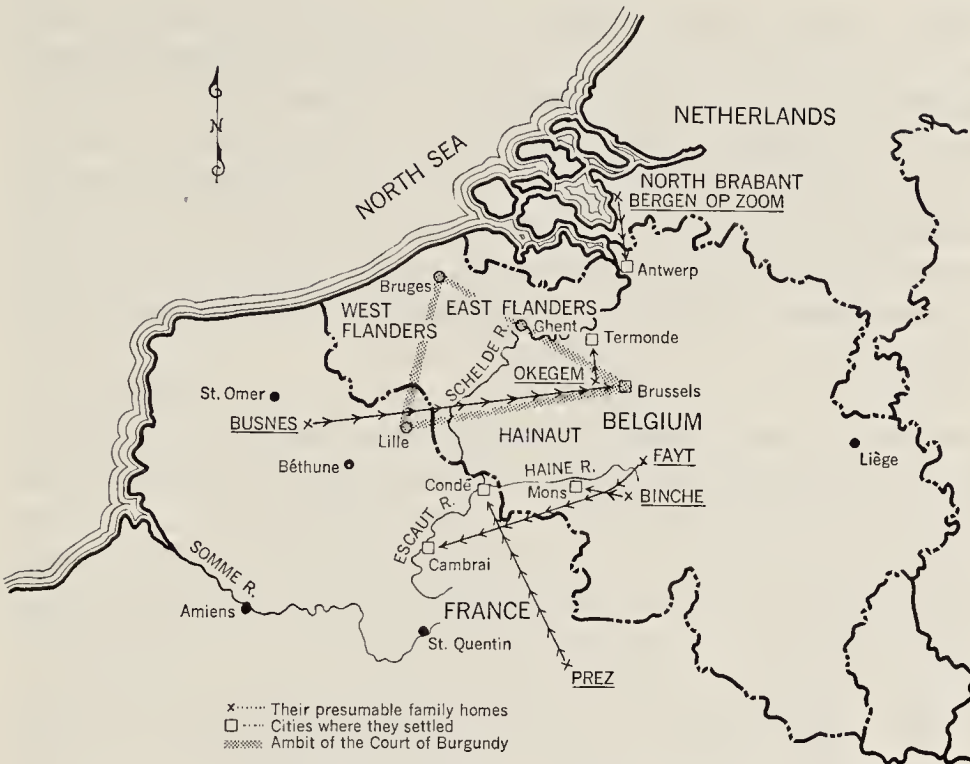 N
NORTH SEA
NETHERLANDS
NORTH BRABANT
BERGEN OP ZOOM
Antwerp
Bruges
WEST
FLANDERS
EAST FLANDERS
Ghent
Termonde
SCHELDE R.
OKEGEM
Brussels
St. Omer
BUSNES
Lille
BELGIUM
HAINAUT
Béthune
HAINE R.
FAYT
Liège
Condé
Mons
BINCHE
ESCAUT R.
Cambrai
SOMME R.
Amiens
FRANCE
St. Quentin
PREZ
Their presumable family homes
Cities where they settled
Ambit of the Court of Burgundy